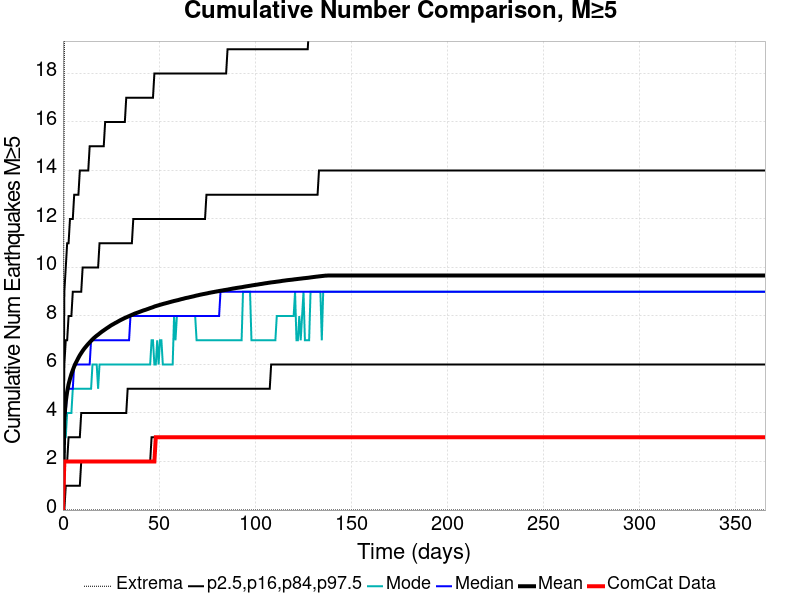 Cumulative Number Comparison, M≥5
Cumulative Num Earthquakes M≥5
18
16
14
12
10
8
6
4
2
0
0 50 100 150 200 250 300 350
Time (days)
Extrema p2.5,p16,p84,p97.5 Mode Median Mean ComCat Data